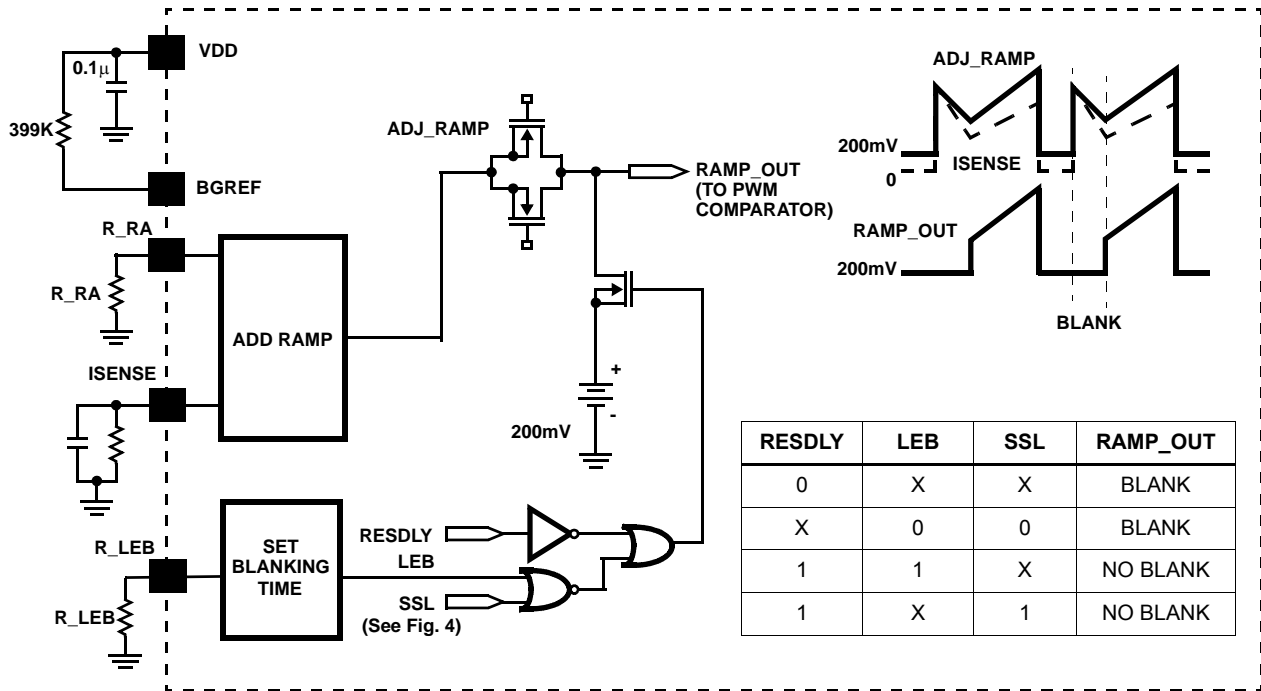 VDD
0.1µ
399K
BGREF
R_RA
R_RA
ADD RAMP
ISENSE
ADJ_RAMP
RAMP_OUT
(TO PWM
COMPARATOR)
+
-
200mV
R_LEB
R_LEB
SET
BLANKING
TIME
RESDLY
LEB
SSL
(See Fig. 4)
ADJ_RAMP
200mV
ISENSE
0
RAMP_OUT
200mV
BLANK
RESDLY LEB SSL RAMP_OUT
0 X X BLANK
X 0 0 BLANK
1 1 X NO BLANK
1 X 1 NO BLANK